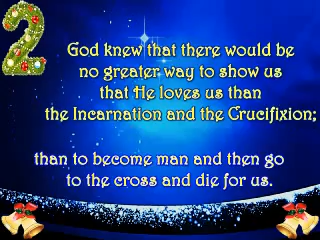 2
God knew that there would be
no greater way to show us
that He loves us than
the Incarnation and the Crucifixion;
than to become man and then go
to the cross and die for us.